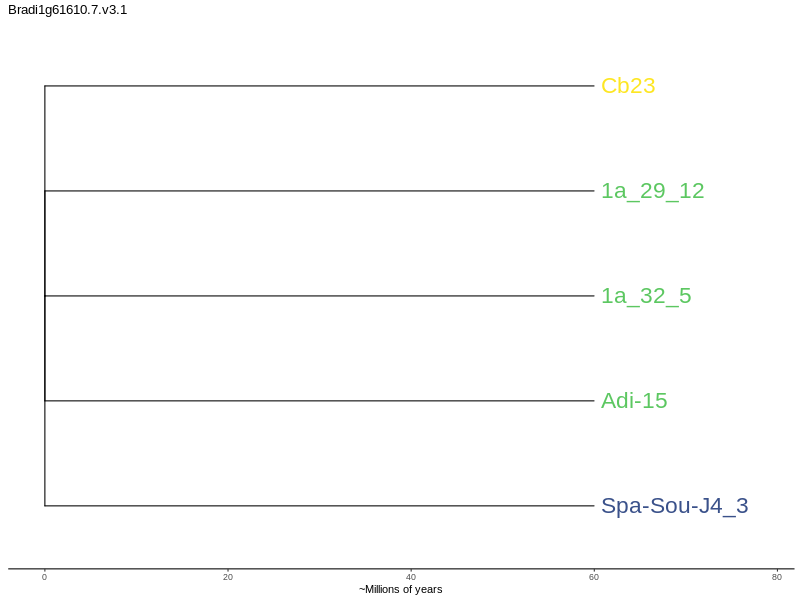 Bradi1g61610.7.v3.1
Cb23
1a_29_12
1a_32_5
Adi-15
Spa-Sou-J4_3
0 20 40 60 80
~Millions of years